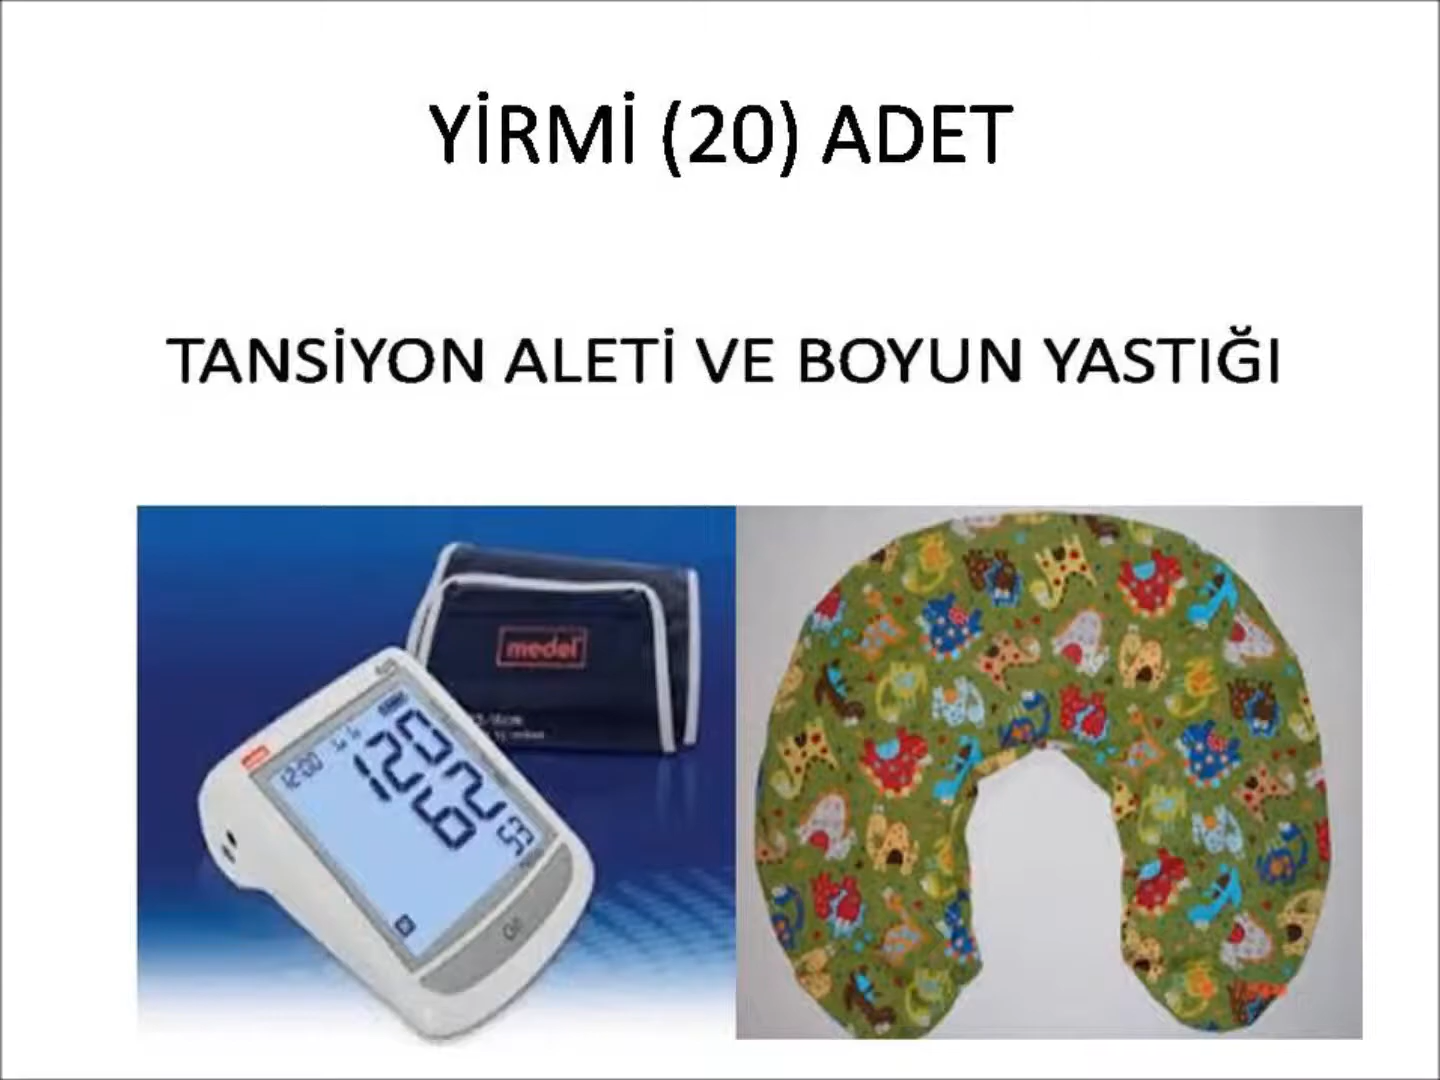 YİRMİ (20) ADET
TANSİYON ALETİ VE BOYUN YASTIĞI
medel
12:00
120
62
53